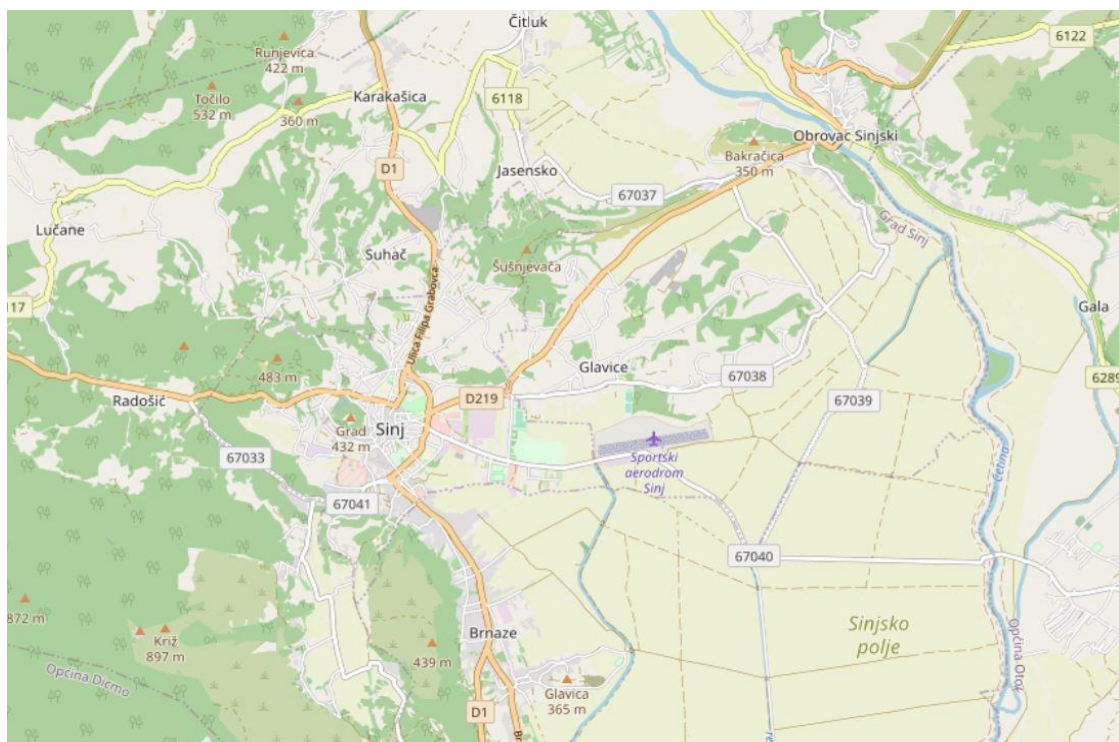 Čitluk
Runjevica
422 m
6122
Točilo
532 m
360 m
Karakašica
6118
Obrovac Sinjski
Bakračica
350 m
D1
Jasensko
67037
Lučane
Grad Sinj
Suhač
Šušnjevača
Ulica Filipa Grabovca
17
Gala
483 m
Glavice
67038
6289
Radošić
D219
67039
Grad
432 m
Sinj
67033
Sportski
aerodrom
Sinj
Cetina
67041
67040
872 m
Križ
897 m
439 m
Brnaze
Sinjsko
polje
Općina Otok
Općina Dicmo
Glavica
365 m
D1